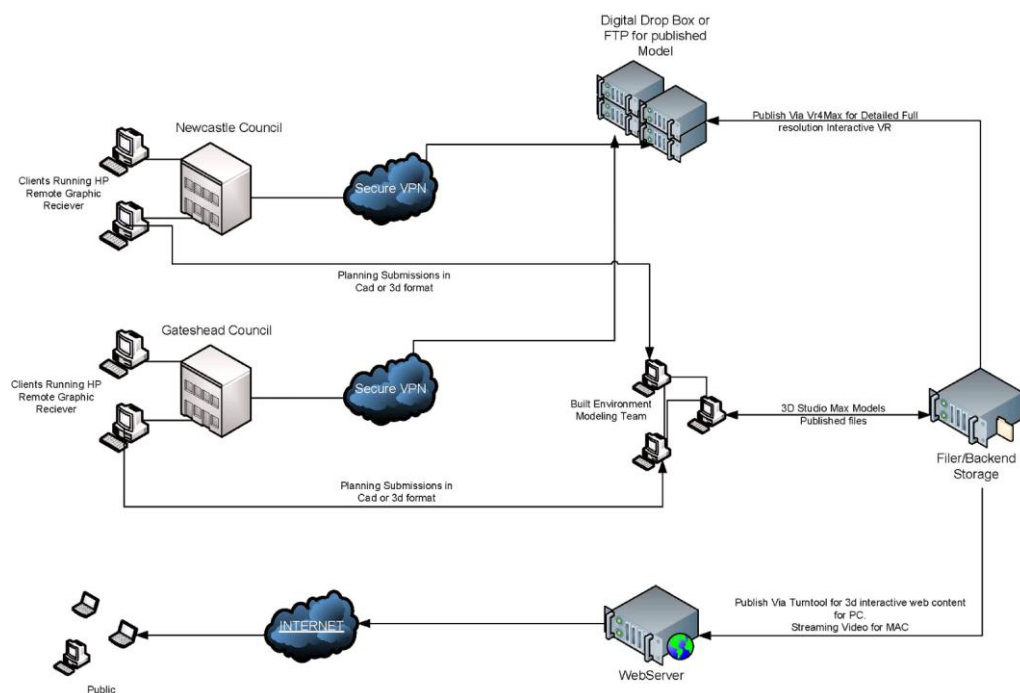 Digital Drop Box or
FTP for published
Model
Publish Via Vr4Max for Detailed Full
resolution Interactive VR
Newcastle Council
Clients Running HP
Remote Graphic
Reciever
Secure VPN
Planning Submissions in
Cad or 3d format
Gateshead Council
Clients Running HP
Remote Graphic
Reciever
Secure VPN
Built Environment
Modeling Team
3D Studio Max Models
Published files
Filer/Backend
Storage
Planning Submissions in
Cad or 3d format
Publish Via Turntool for 3d interactive web content
for PC.
Streaming Video for MAC
INTERNET
WebServer
Public